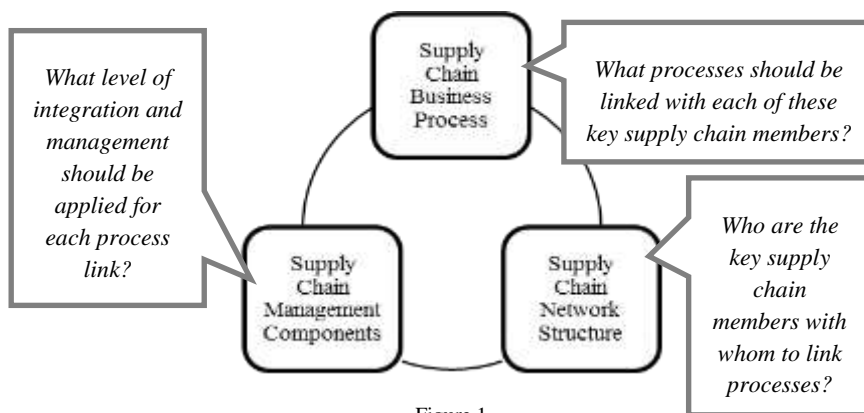 Supply
Chain
Business
Process
What processes should be
linked with each of these
key supply chain members?
What level of
integration and
management
should be
applied for
each process
link?
Supply
Chain
Management
Components
Supply
Chain
Network
Structure
Who are the
key supply
chain
members with
whom to link
processes?
Figure 1